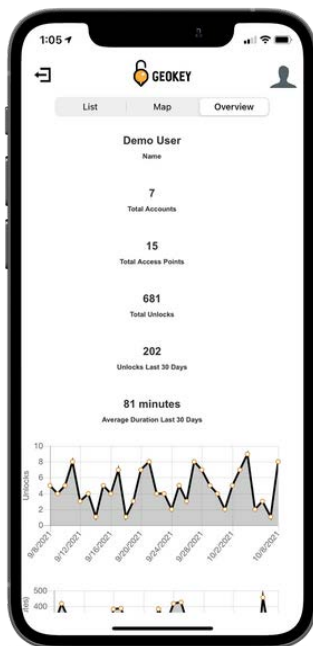 1:05
GEOKEY
List Map Overview
Demo User
Name
7
Total Accounts
15
Total Access Points
681
Total Unlocks
202
Unlocks Last 30 Days
81 minutes
Average Duration Last 30 Days
10
8
6
4
2
0
Unlocks
9/8/2021 9/12/2021 9/16/2021 9/20/2021 9/24/2021 9/28/2021 10/2/2021 10/8/2021
500
400